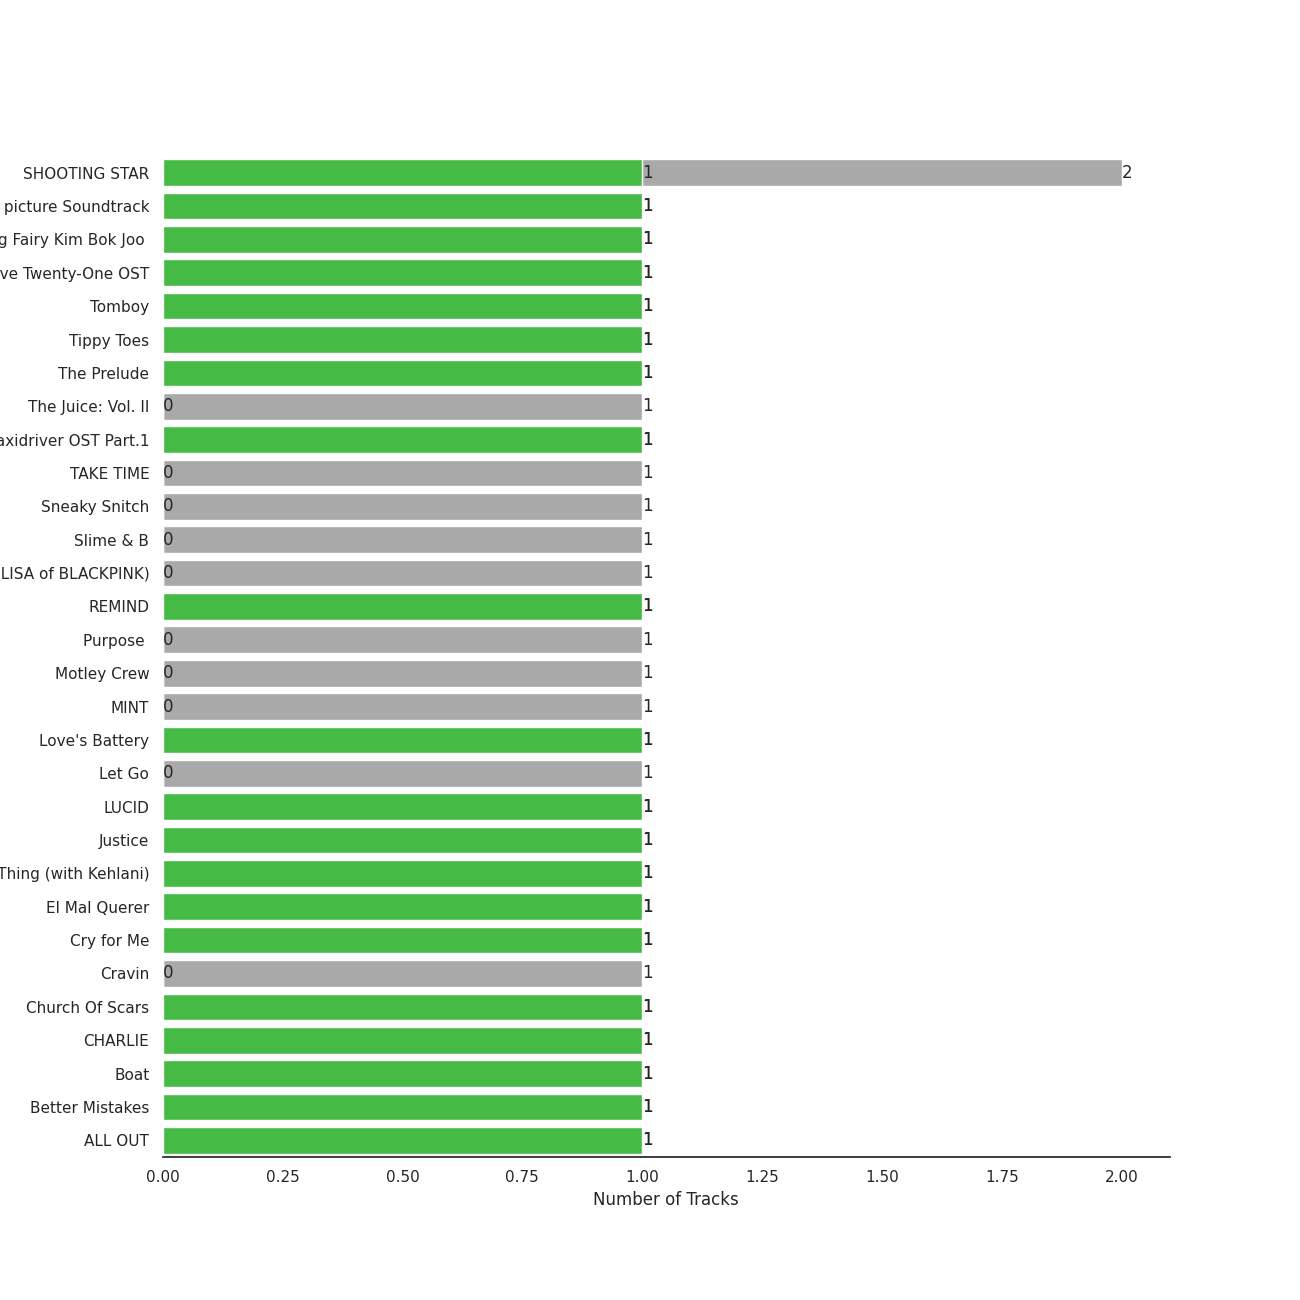 SHOOTING STAR 1 2
picture Soundtrack 1
g Fairy Kim Bok Joo 1
ve Twenty-One OST 1
Tomboy 1
Tippy Toes 1
The Prelude 1
The Juice: Vol. II 0 1
axidriver OST Part.1 1
TAKE TIME 0 1
Sneaky Snitch 0 1
Slime & B 0 1
LISA of BLACKPINK) 0 1
REMIND 1
Purpose 0 1
Motley Crew 0 1
MINT 0 1
Love's Battery 1
Let Go 0 1
LUCID 1
Justice 1
Thing (with Kehlani) 1
El Mal Querer 1
Cry for Me 1
Cravin 0 1
Church Of Scars 1
CHARLIE 1
Boat 1
Better Mistakes 1
ALL OUT 1
0.00 0.25 0.50 0.75 1.00 1.25 1.50 1.75 2.00
Number of Tracks